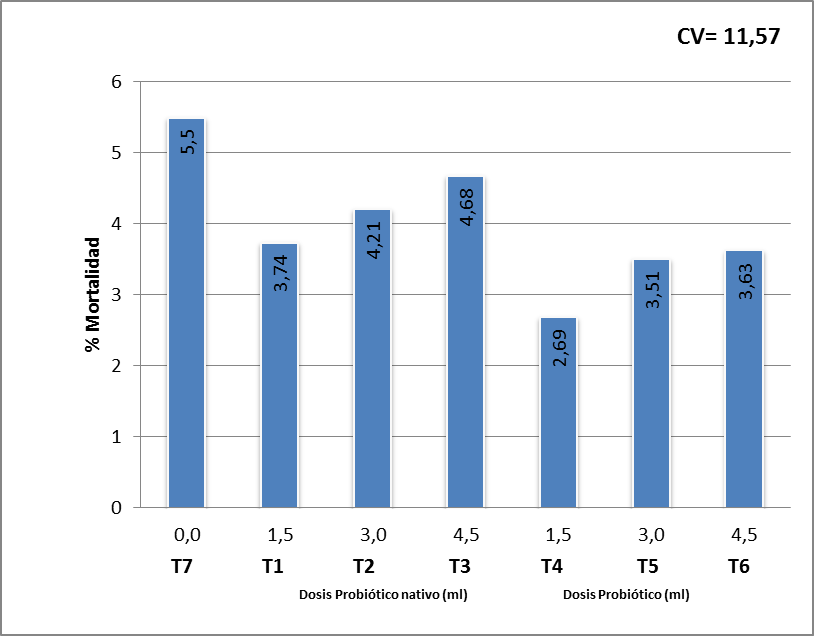 CV= 11,57
% Mortalidad
6
5
4
3
2
1
0
5,5
3,74
4,21
4,68
2,69
3,51
3,63
0,0 1,5 3,0 4,5 1,5 3,0 4,5
T7 T1 T2 T3 T4 T5 T6
Dosis Probiótico nativo (ml) Dosis Probiótico (ml)